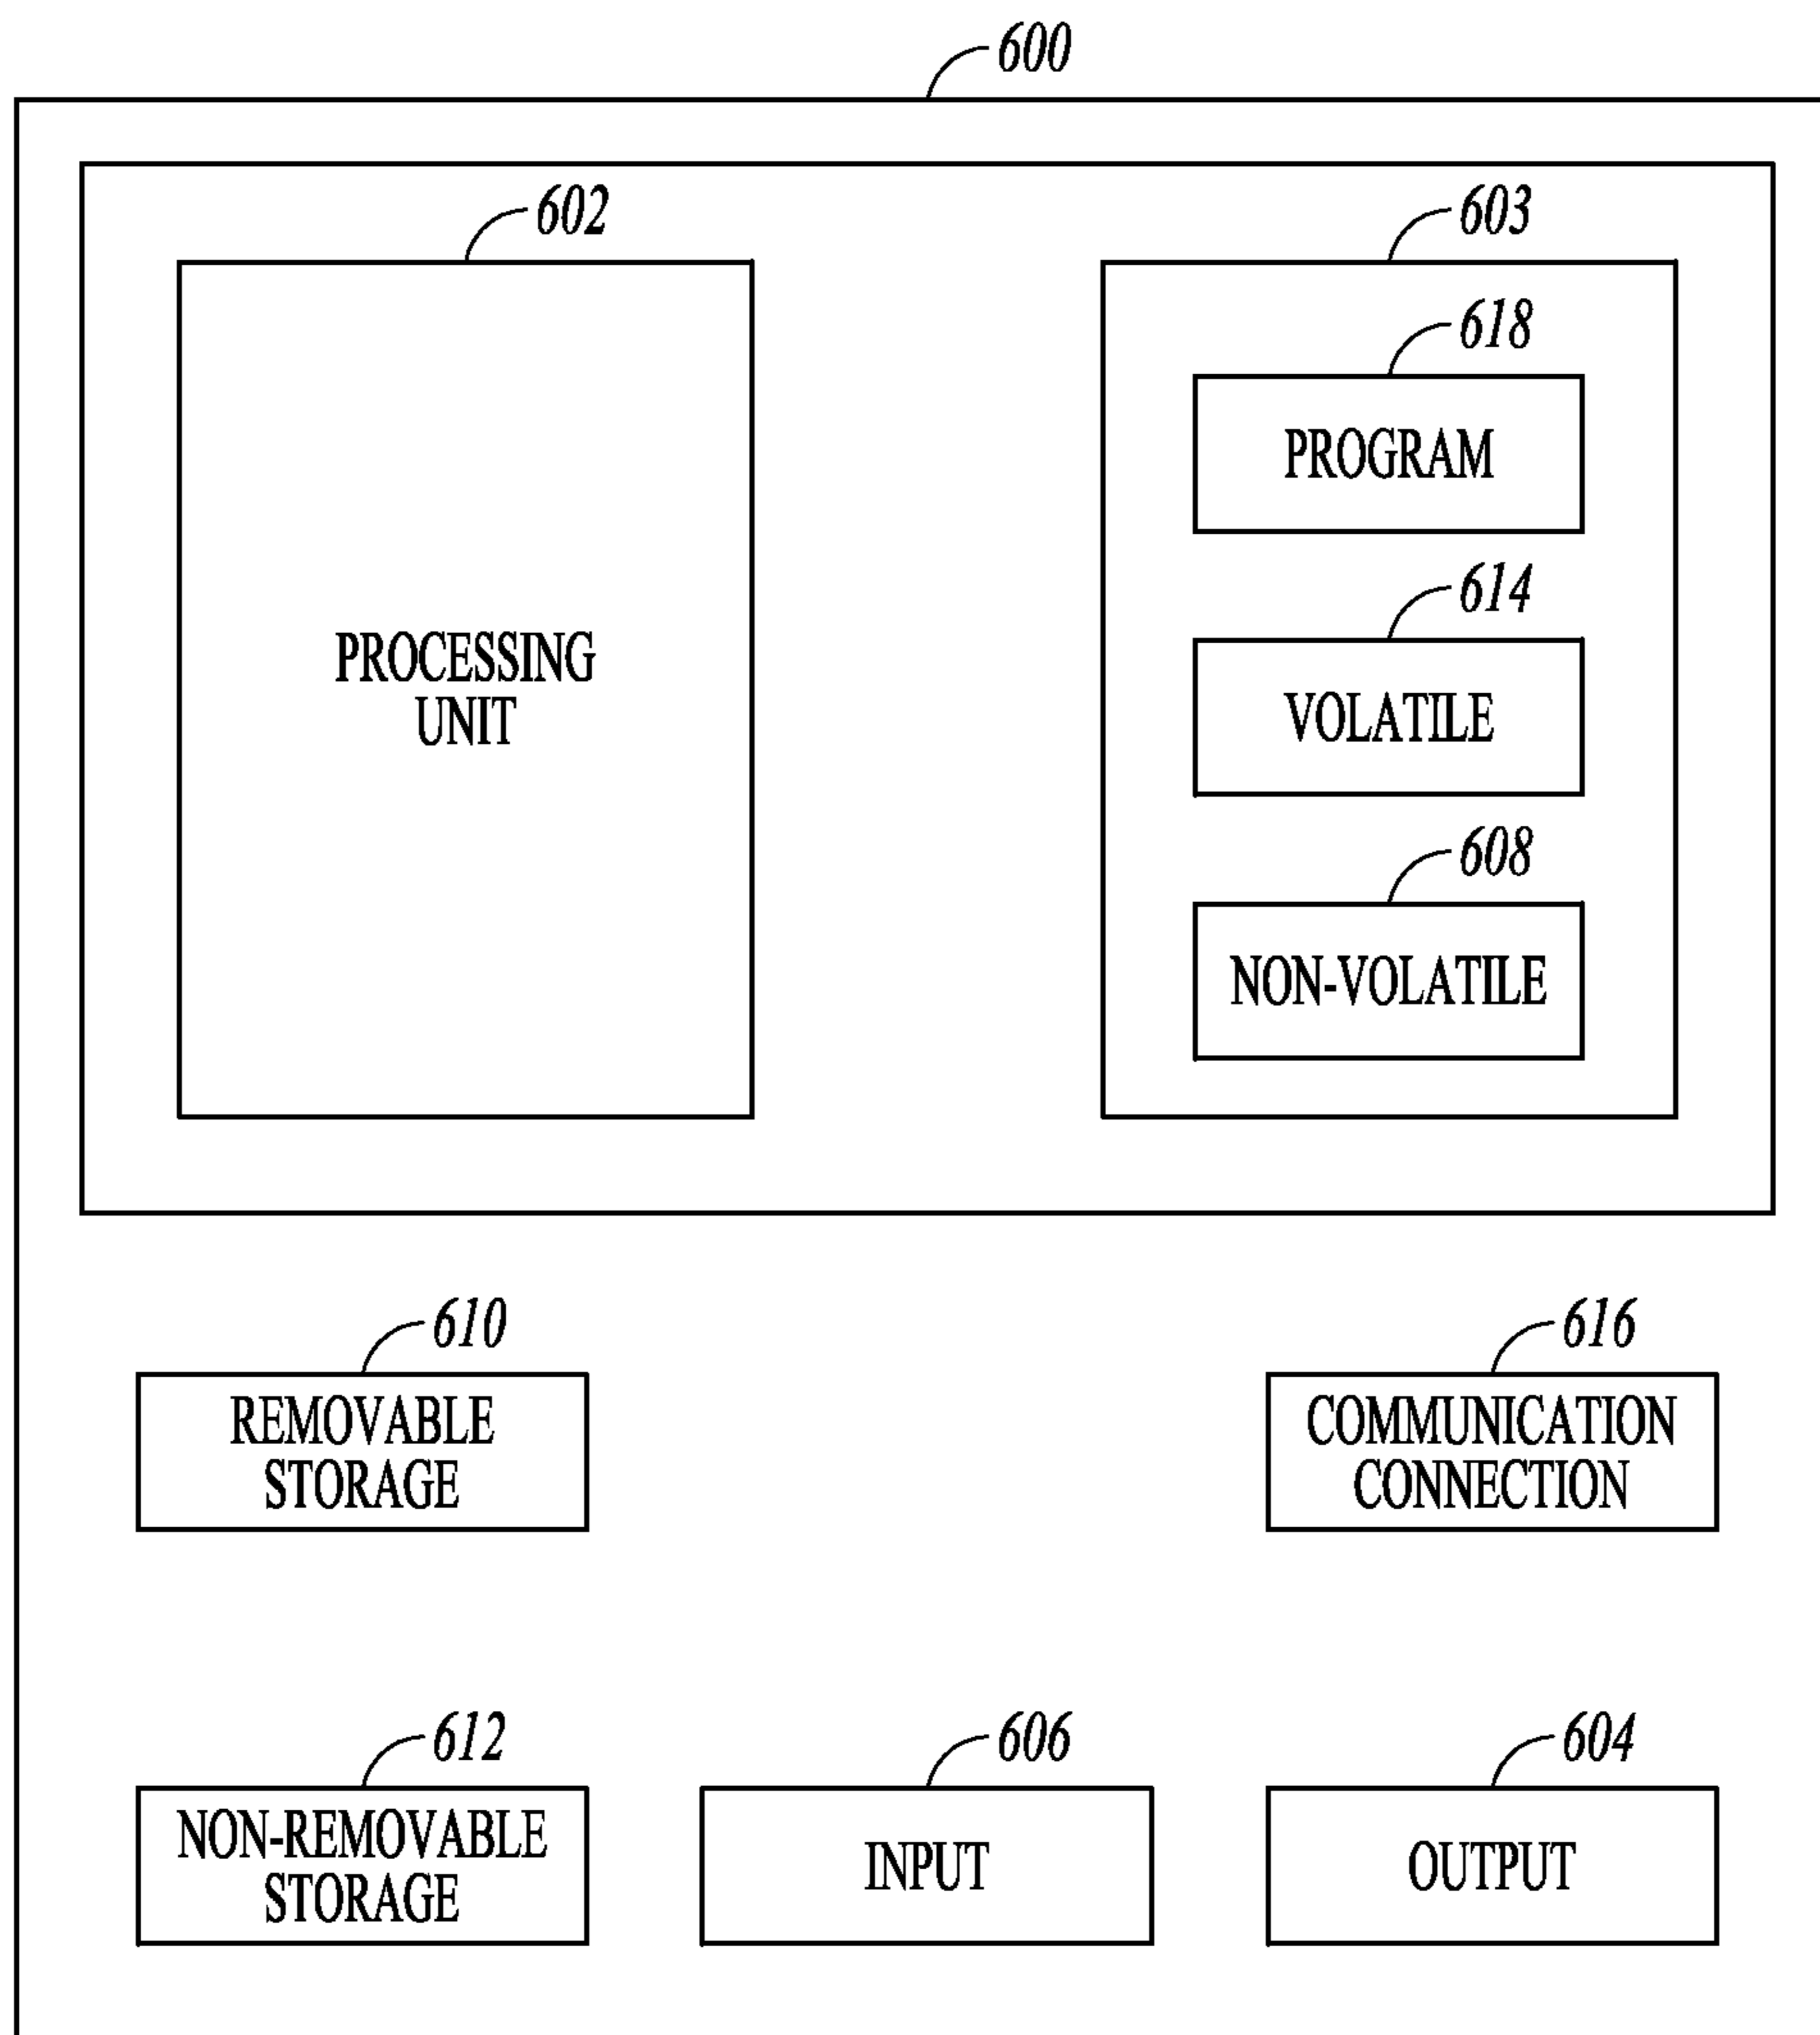 600
602
603
618
PROGRAM
614
PROCESSING
UNIT
VOLATILE
608
NON-VOLATILE
610
616
REMOVABLE
STORAGE
COMMUNICATION
CONNECTION
612
606
604
NON-REMOVABLE
STORAGE
INPUT
OUTPUT